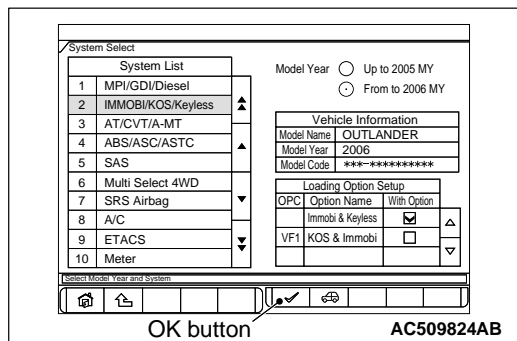 System Select
System List
1 MPI/GDI/Diesel
2 IMMOBI/KOS/Keyless
3 AT/CVT/A-MT
4 ABS/ASC/ASTC
5 SAS
6 Multi Select 4WD
7 SRS Airbag
8 A/C
9 ETACS
10 Meter
Model Year Up to 2005 MY
From to 2006 MY
Vehicle Information
Model Name OUTLANDER
Model Year 2006
Model Code ***-**********
Loading Option Setup
OPC Option Name With Option
Immobi & Keyless
VF1 KOS & Immobi
Select Model Year and System
OK button
AC509824AB